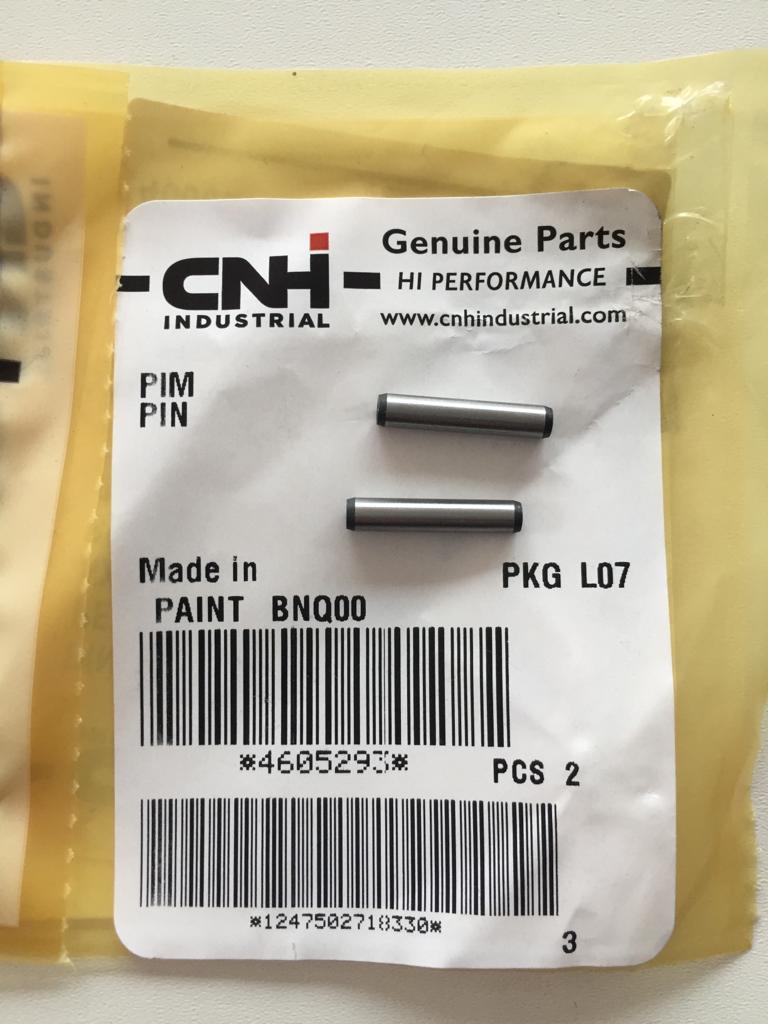 CNH
INDUSTRIAL
Genuine Parts
HI PERFORMANCE
www.cnhindustrial.com
PIM
PIN
Made in
PKG L07
PAINT BNQ00
*4605293*
PCS 2
*1247502718330*
3